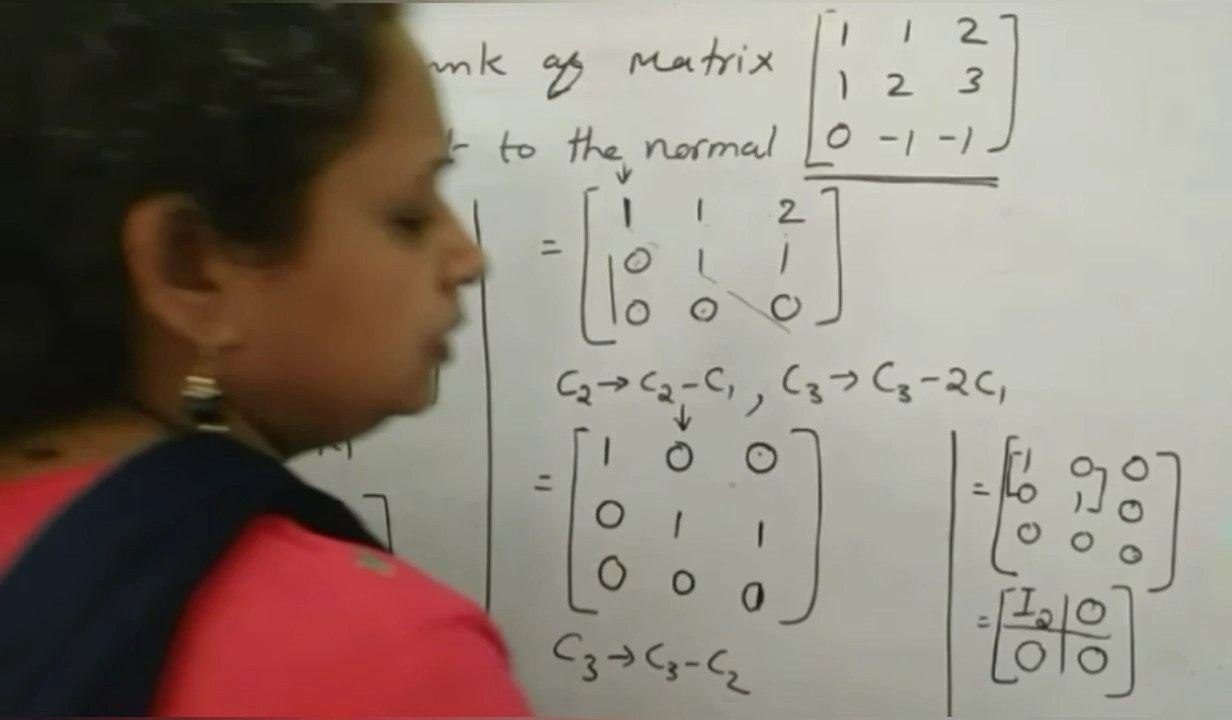 of Matrix [1 1 2
1 2 3
0 -1 -1]
to the normal
= [1 1 2
0 1 1
0 0 0]
C₂→C₂-C₁, C₃→C₃-2C₁
= [1 0 0
0 1 1
0 0 0]
C₃→C₃-C₂
= [1 0 0
0 1 0
0 0 0]
= [I₂ 0
0 0]